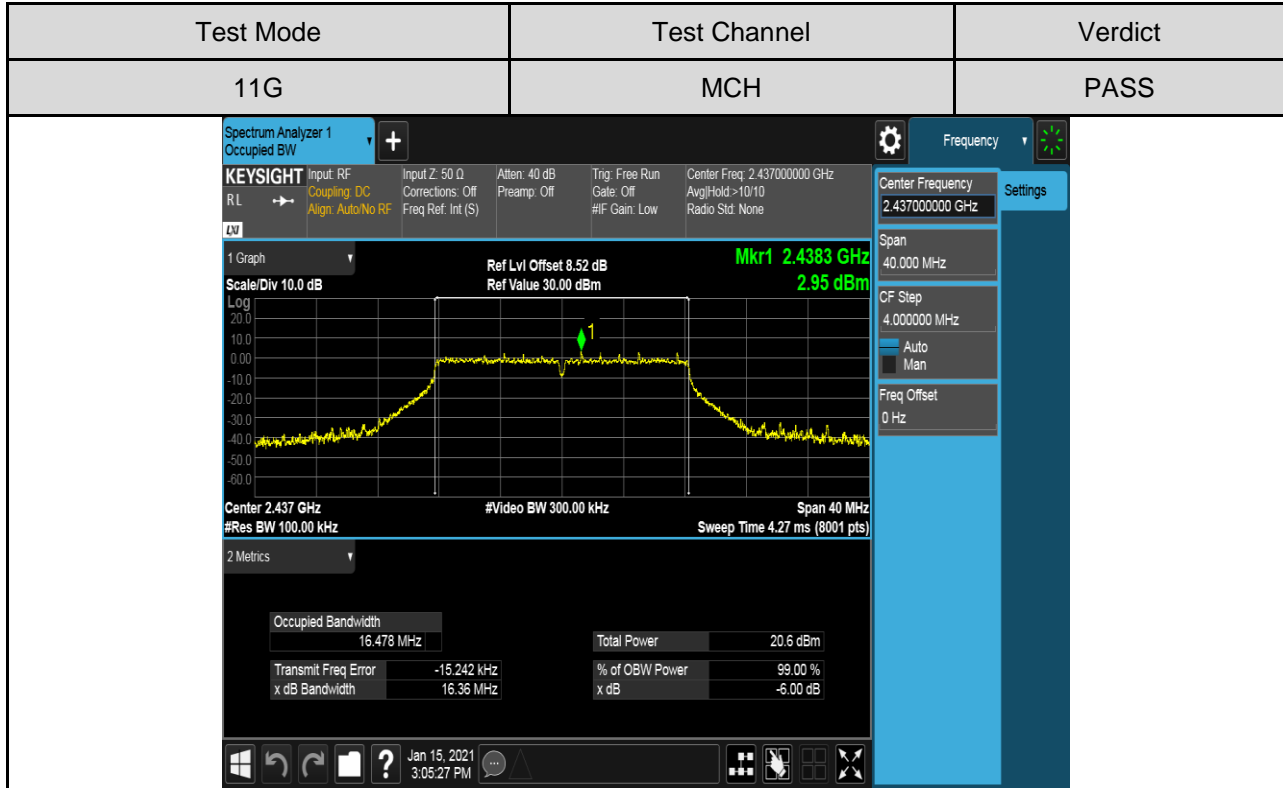 Test Mode Test Channel Verdict
11G MCH PASS
Spectrum Analyzer 1
Occupied BW
+
Frequency
KEYSIGHT
RL
LXI
Input: RF
Coupling: DC
Align: Auto/No RF
Input Z: 50 Ω
Corrections: Off
Freq Ref: Int (S)
Atten: 40 dB
Preamp: Off
Trig: Free Run
Gate: Off
#IF Gain: Low
Center Freq: 2.437000000 GHz
Avg|Hold:>10/10
Radio Std: None
Center Frequency
2.437000000 GHz
Settings
Span
40.000 MHz
CF Step
4.000000 MHz
Auto
Man
Freq Offset
0 Hz
1 Graph
Scale/Div 10.0 dB
Ref Lvl Offset 8.52 dB
Ref Value 30.00 dBm
Mkr1 2.4383 GHz
2.95 dBm
Log
20.0
10.0
0.00
-10.0
-20.0
-30.0
-40.0
-50.0
-60.0
1
Center 2.437 GHz
#Res BW 100.00 kHz
#Video BW 300.00 kHz
Span 40 MHz
Sweep Time 4.27 ms (8001 pts)
2 Metrics
Occupied Bandwidth
16.478 MHz
Total Power 20.6 dBm
Transmit Freq Error -15.242 kHz
% of OBW Power 99.00 %
x dB Bandwidth 16.36 MHz
x dB -6.00 dB
?
Jan 15, 2021
3:05:27 PM